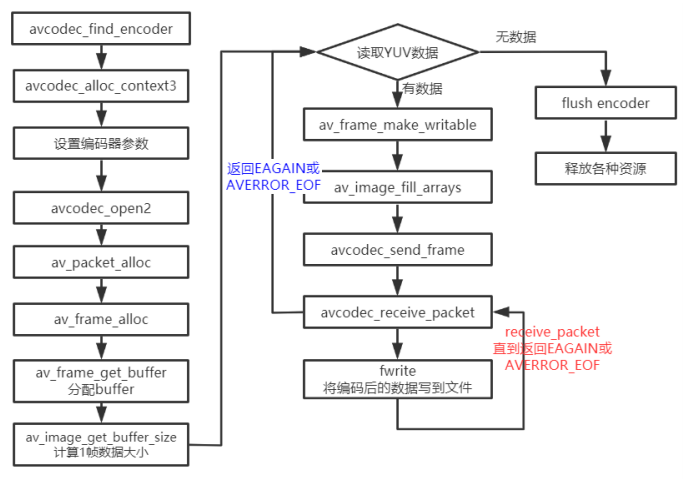 avcodec_find_encoder
avcodec_alloc_context3
设置编码器参数
avcodec_open2
av_packet_alloc
av_frame_alloc
av_frame_get_buffer
分配buffer
av_image_get_buffer_size
计算1帧数据大小
读取YUV数据
无数据
有数据
flush encoder
释放各种资源
av_frame_make_writable
av_image_fill_arrays
avcodec_send_frame
avcodec_receive_packet
fwrite
将编码后的数据写到文件
返回EAGAIN或
AVERROR_EOF
receive_packet
直到返回EAGAIN或
AVERROR_EOF